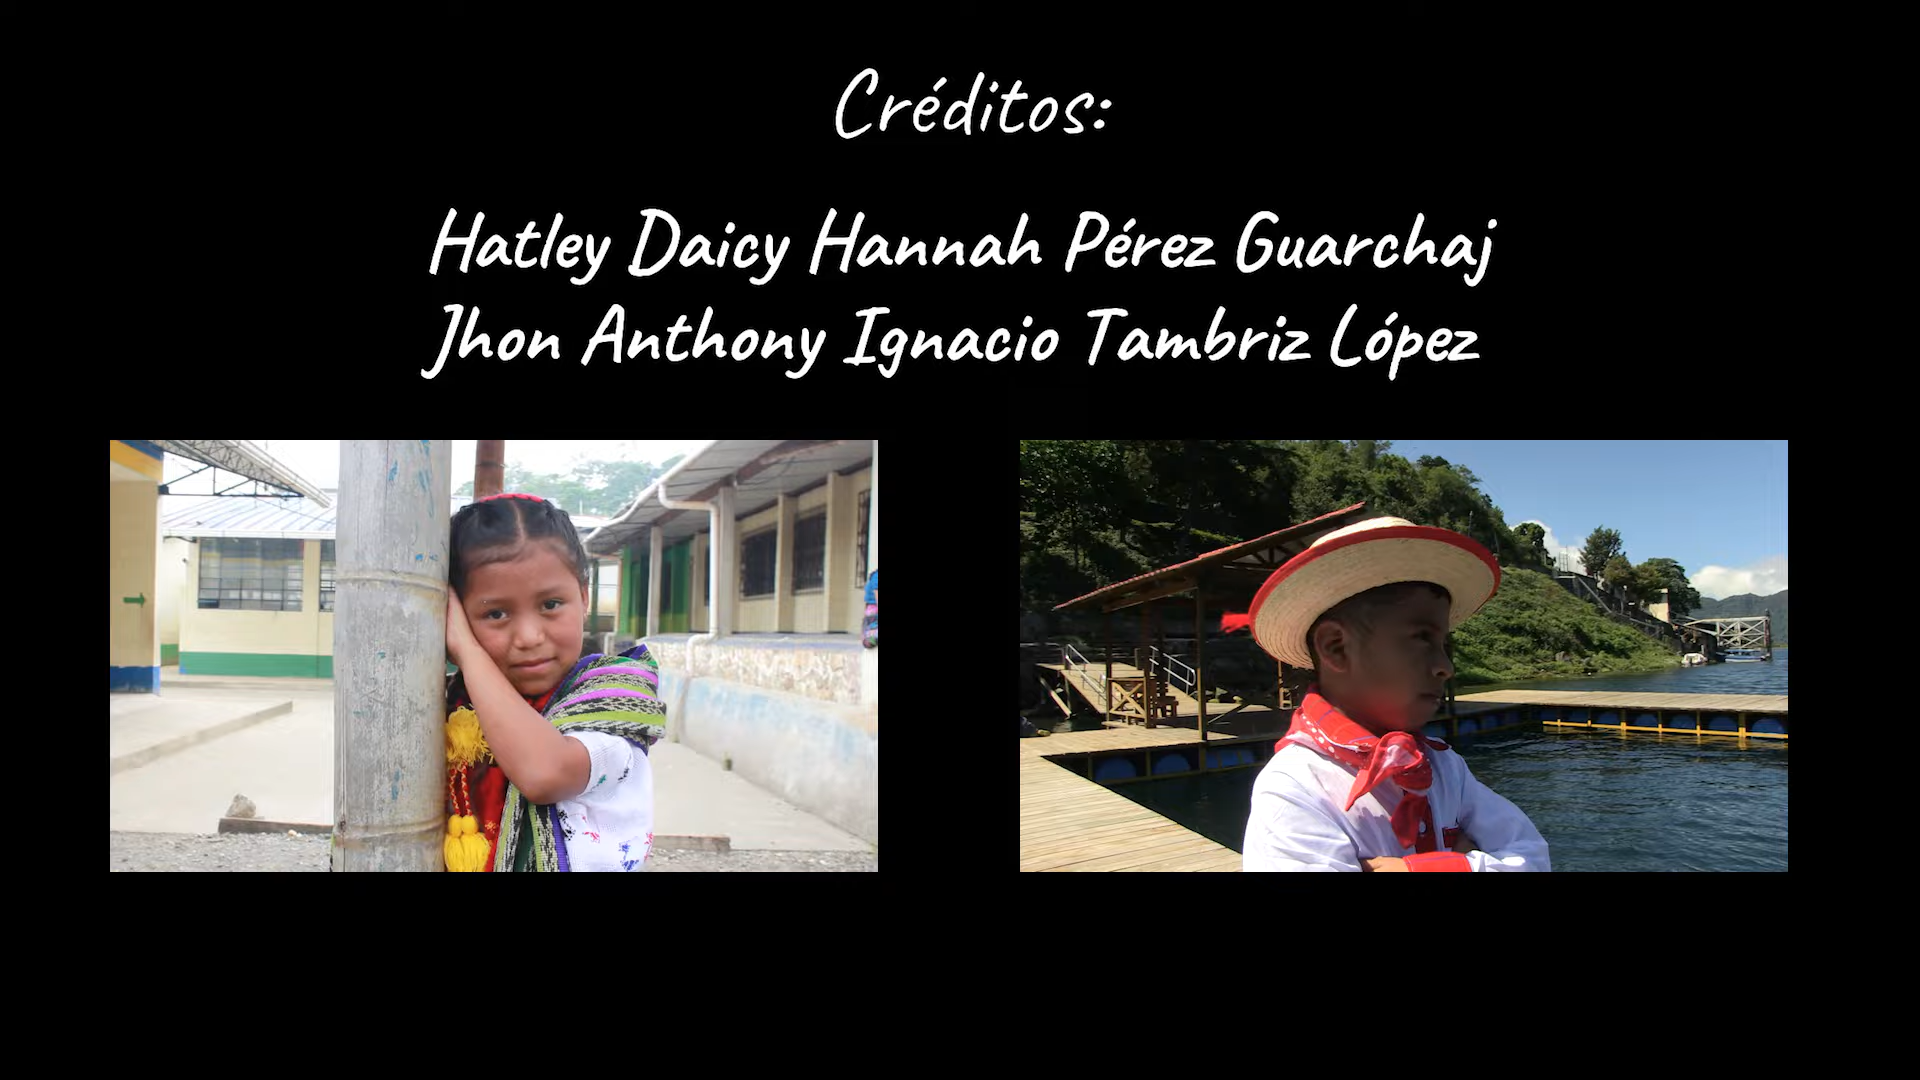 Créditos:
Hatley Daicy Hannah Pérez Guarchaj
Jhon Anthony Ignacio Tambriz López